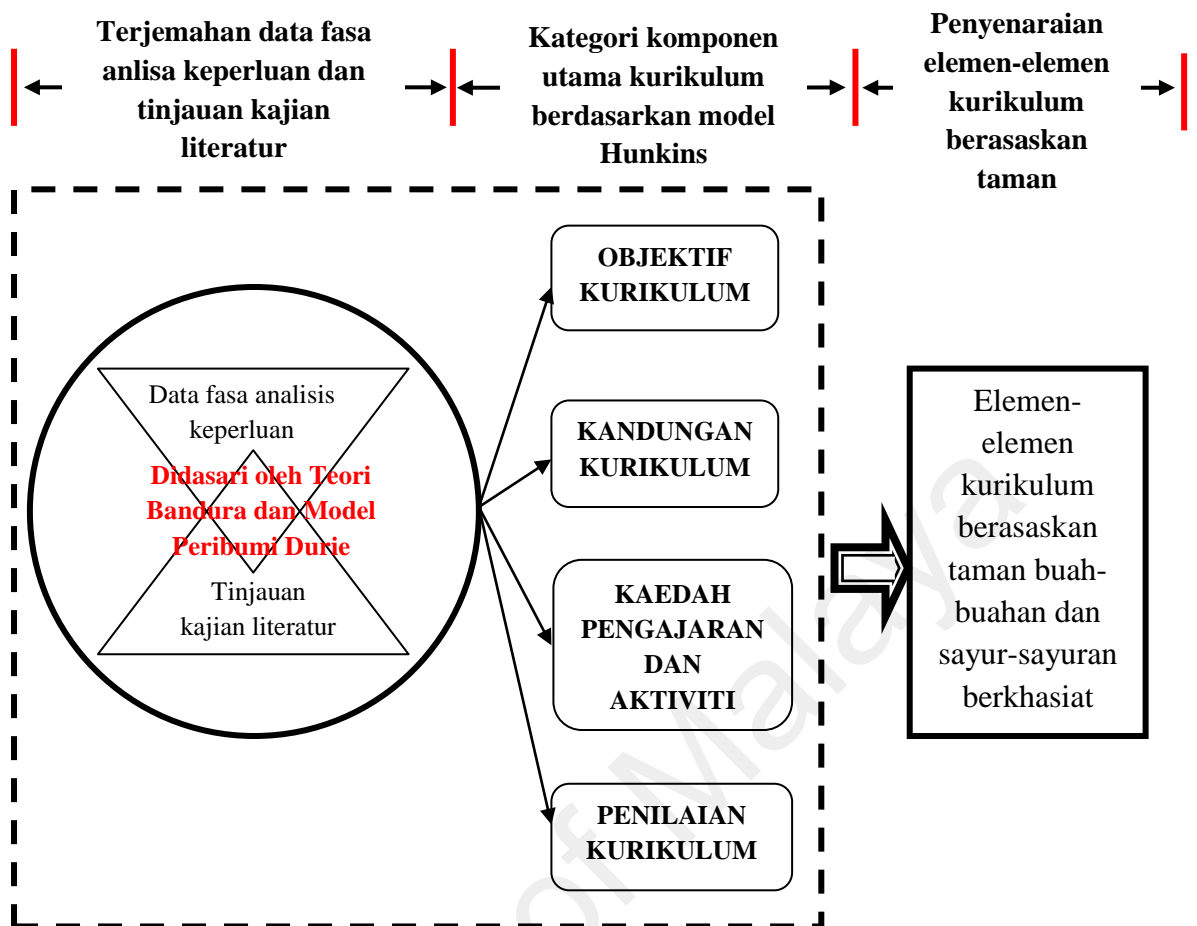 Terjemahan data fasa
anlisa keperluan dan
tinjauan kajian
literatur
Kategori komponen
utama kurikulum
berdasarkan model
Hunkins
Penyenaraian
elemen-elemen
kurikulum
berasaskan
taman
Data fasa analisis
keperluan
Didasari oleh Teori
Bandura dan Model
Peribumi Durie
Tinjauan
kajian literatur
OBJEKTIF
KURIKULUM
KANDUNGAN
KURIKULUM
KAEDAH
PENGAJARAN
DAN
AKTIVITI
PENILAIAN
KURIKULUM
Elemen-
elemen
kurikulum
berasaskan
taman buah-
buahan dan
sayur-sayuran
berkhasiat
of Malaya